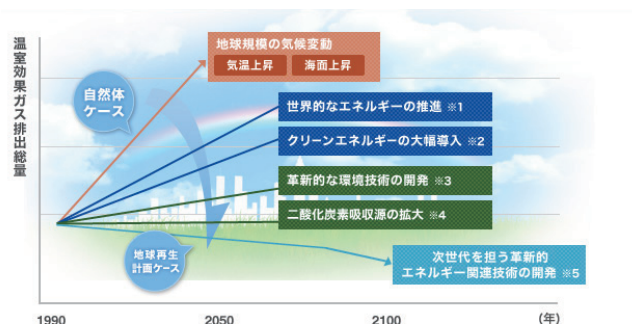 温室効果ガス排出総量
地球規模の気候変動
気温上昇 海面上昇
自然体
ケース
世界的なエネルギーの推進 ※1
クリーンエネルギーの大幅導入 ※2
革新的な環境技術の開発 ※3
二酸化炭素吸収源の拡大 ※4
地球再生
計画ケース
次世代を担う革新的
エネルギー関連技術の開発 ※5
1990 2050 2100 (年)